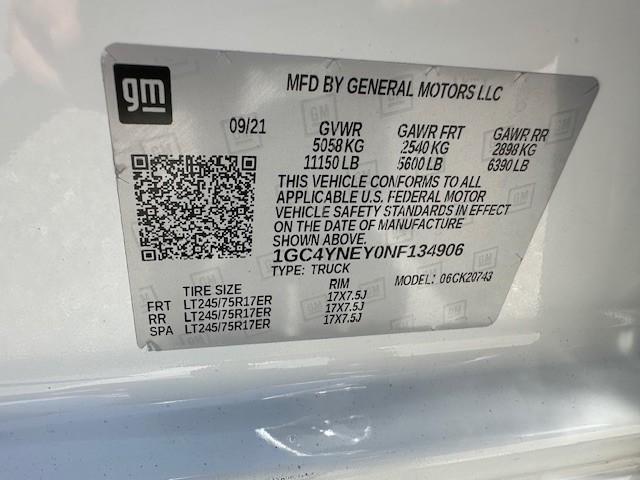 gm
MFD BY GENERAL MOTORS LLC
09/21 GVWR GAWR FRT GAWR RR
5058 KG 2540 KG 2898 KG
11150 LB 5600 LB 6390 LB
THIS VEHICLE CONFORMS TO ALL
APPLICABLE U.S. FEDERAL MOTOR
VEHICLE SAFETY STANDARDS IN EFFECT
ON THE DATE OF MANUFACTURE
SHOWN ABOVE.
1GC4YNEY0NF134906
TYPE: TRUCK MODEL: 06CK20743
TIRE SIZE RIM
FRT LT245/75R17ER 17X7.5J
RR LT245/75R17ER 17X7.5J
SPA LT245/75R17ER 17X7.5J